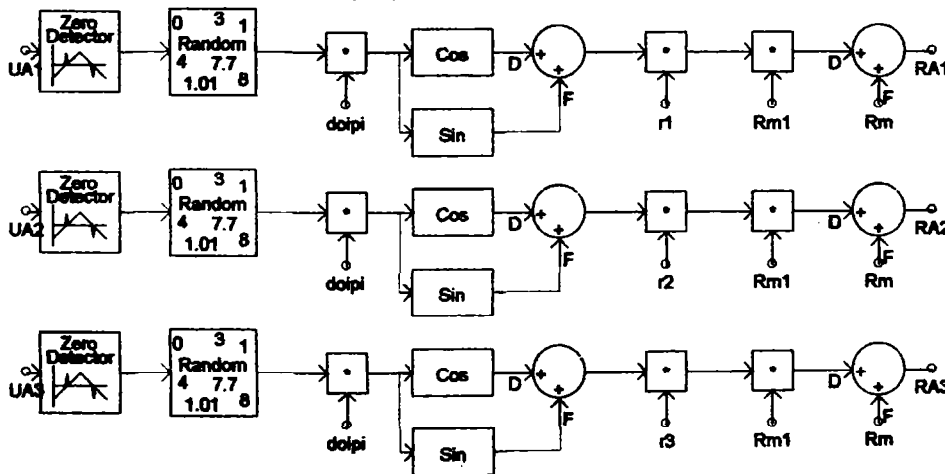 Zero
Detector
0 3 1
Random
4 7.7
1.01 8
UA1
*
doipi
Cos
Sin
D + +
F
*
r1
*
Rm1
D + +
F
Rm
RA1
Zero
Detector
0 3 1
Random
4 7.7
1.01 8
UA2
*
doipi
Cos
Sin
D + +
F
*
r2
*
Rm1
D + +
F
Rm
RA2
Zero
Detector
0 3 1
Random
4 7.7
1.01 8
UA3
*
doipi
Cos
Sin
D + +
F
*
r3
*
Rm1
D + +
F
Rm
RA3